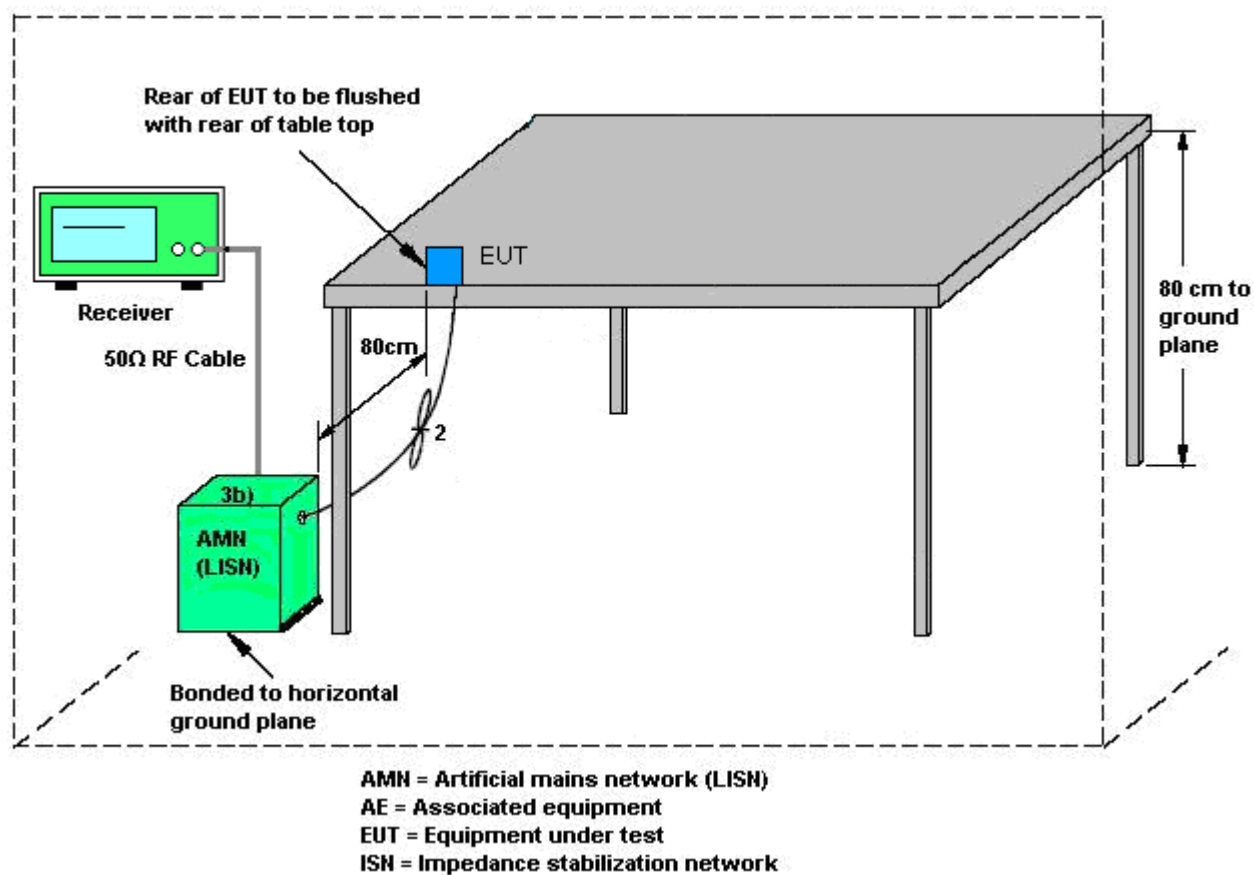 Rear of EUT to be flushed
with rear of table top
EUT
Receiver
50Ω RF Cable
80cm
80 cm to
ground
plane
2
3b)
AMN
(LISN)
Bonded to horizontal
ground plane
AMN = Artificial mains network (LISN)
AE = Associated equipment
EUT = Equipment under test
ISN = Impedance stabilization network